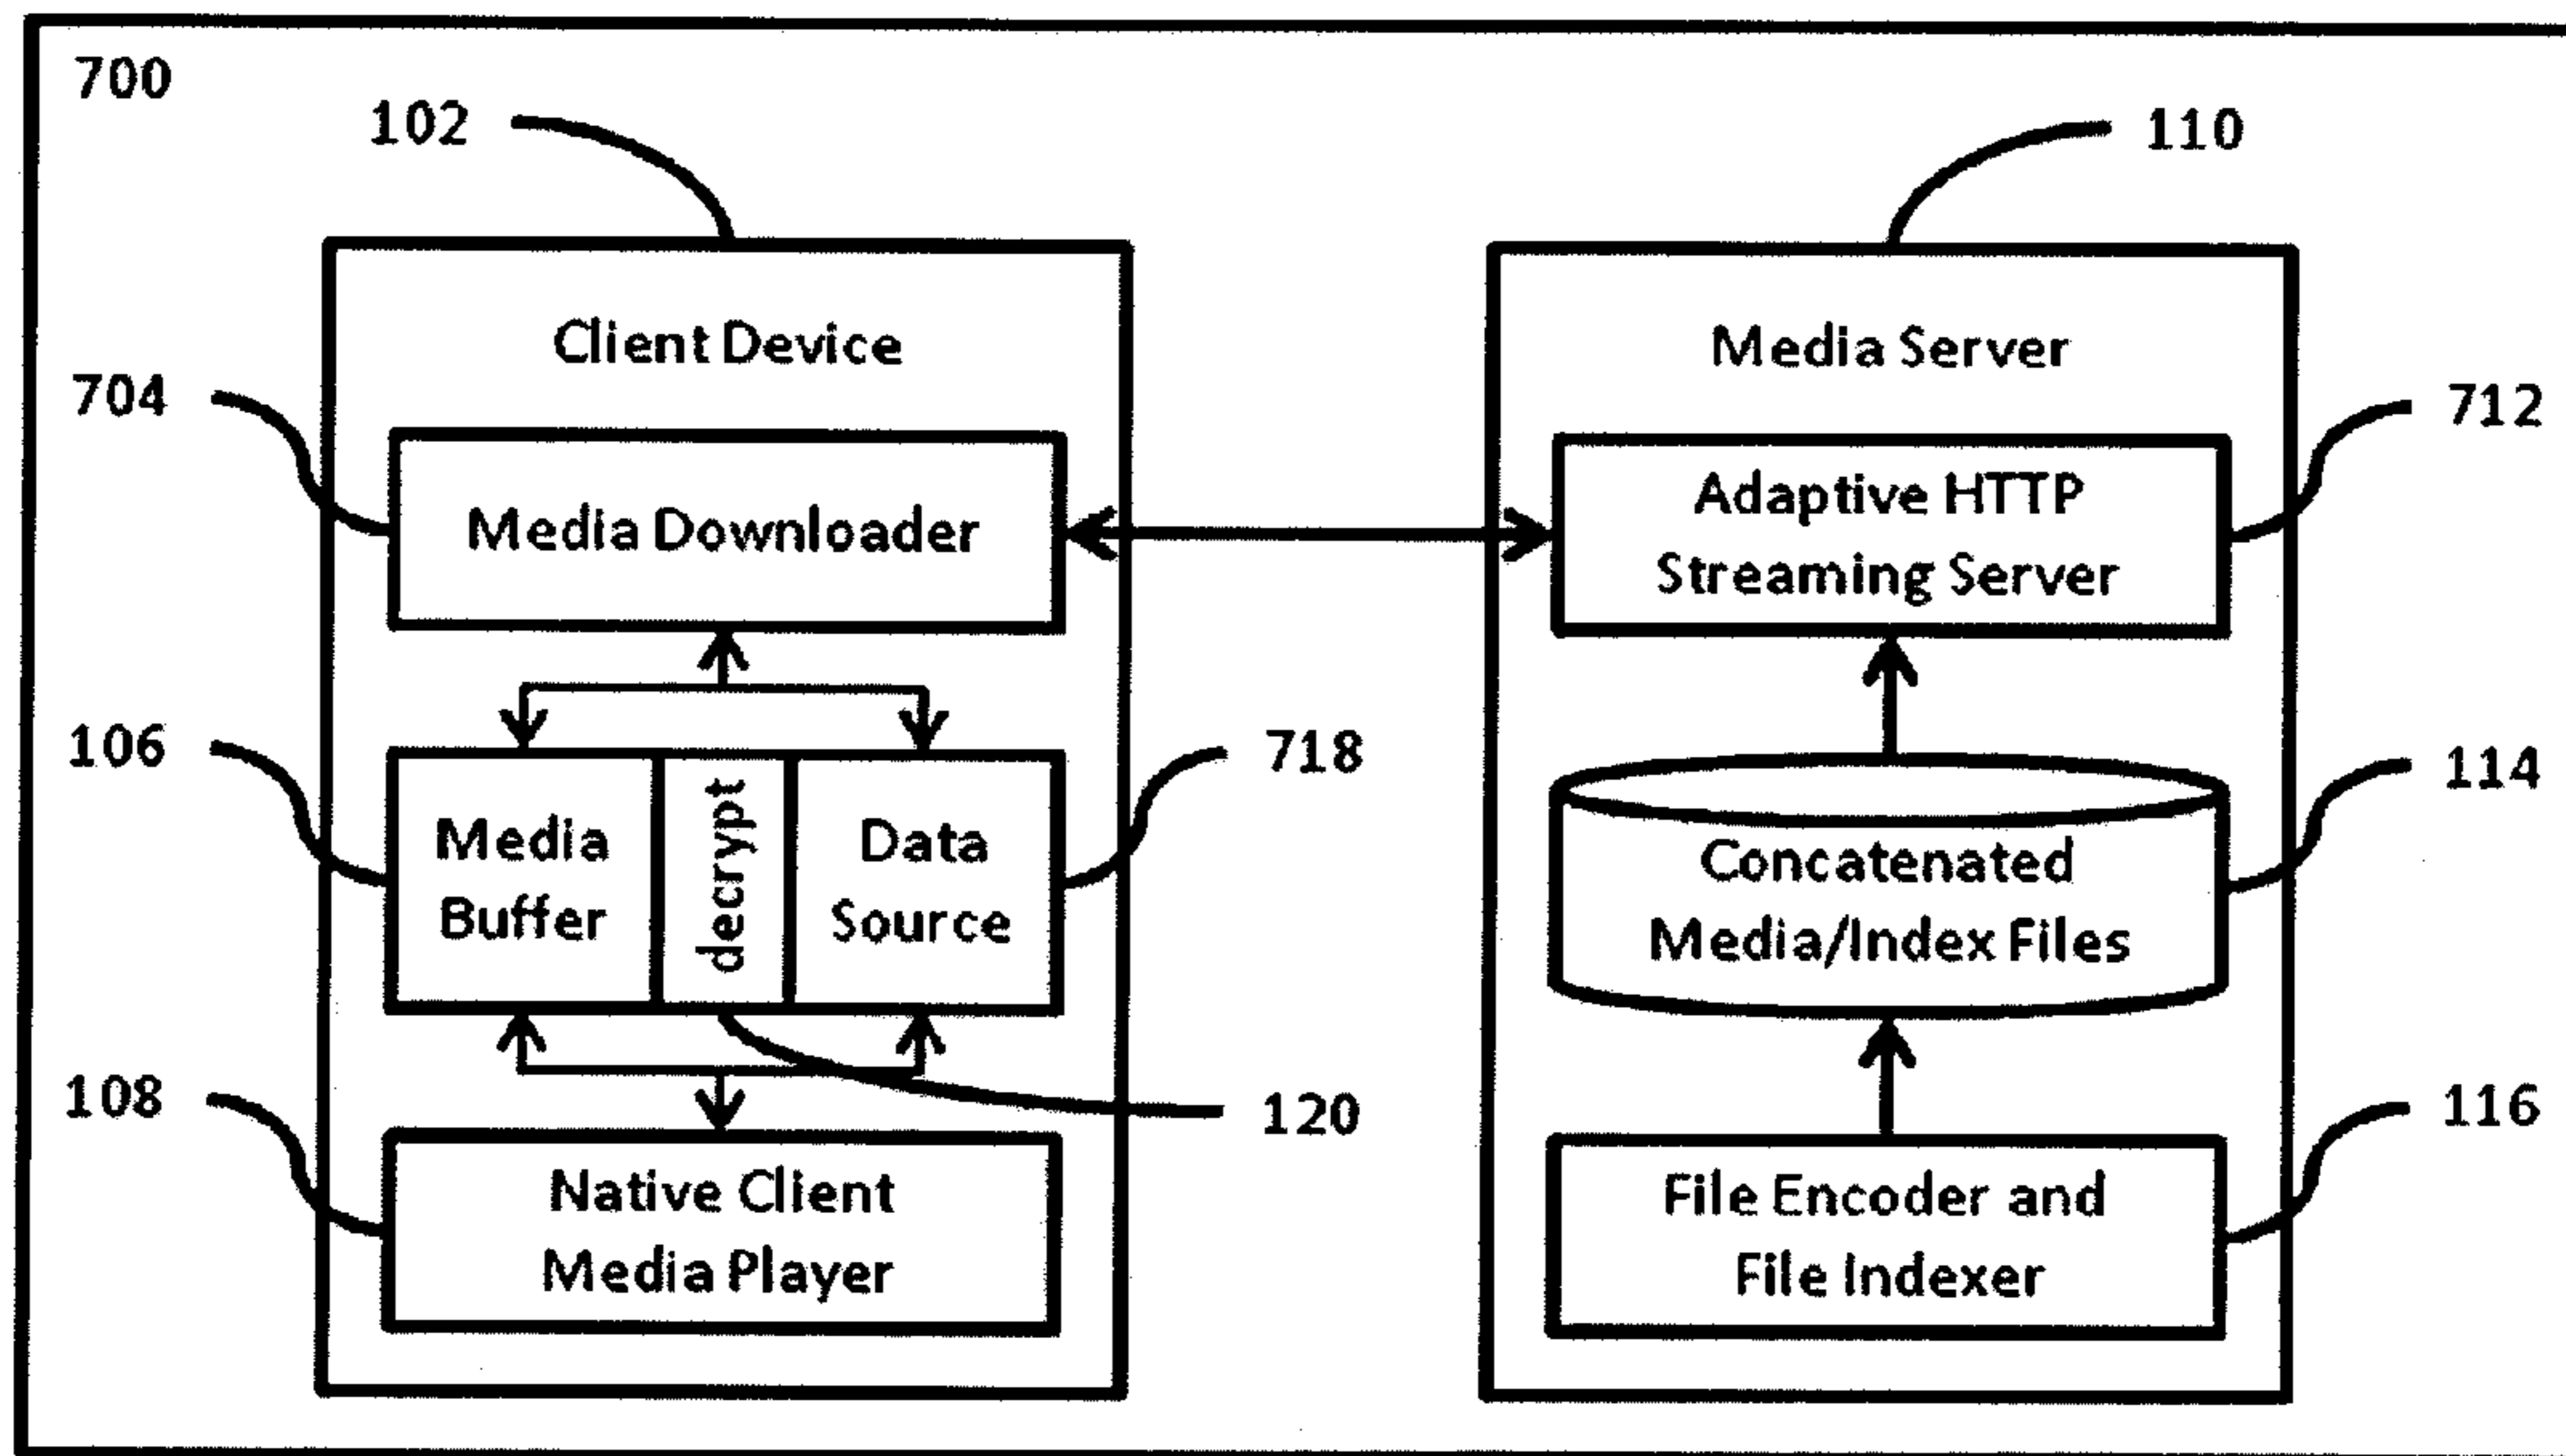 700
102
110
Client Device
Media Server
704
712
Media Downloader
Adaptive HTTP
Streaming Server
106
718
114
Media
Buffer
decrypt
Data
Source
Concatenated
Media/Index Files
108
120
116
Native Client
Media Player
File Encoder and
File Indexer